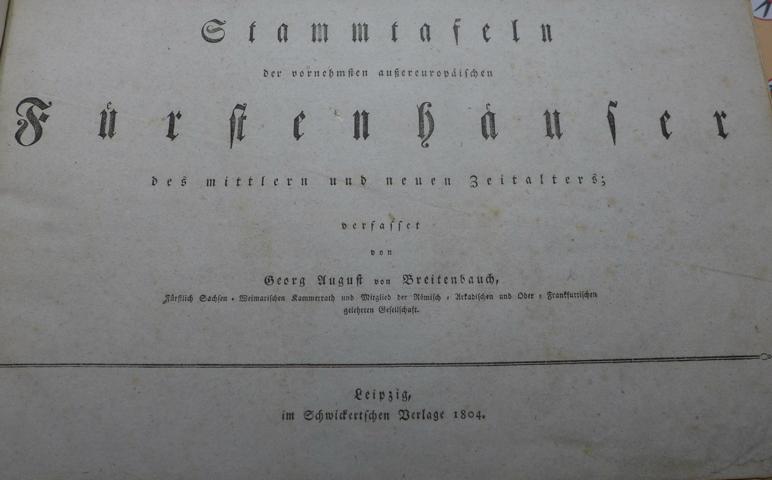 Stammtafeln
der vornehmsten außereuropäischen
Fürstenhäuser
des mittlern und neuen Zeitalters;
verfasset
von
Georg August von Breitenbauch,
Fürstlich Sachsen-Weimarischen Kammerrath und Mitglied der Römisch-Arkadischen und Oder-Frankfurtischen
gelehrten Gesellschaft.
Leipzig,
im Schwickertschen Verlage 1804.
1